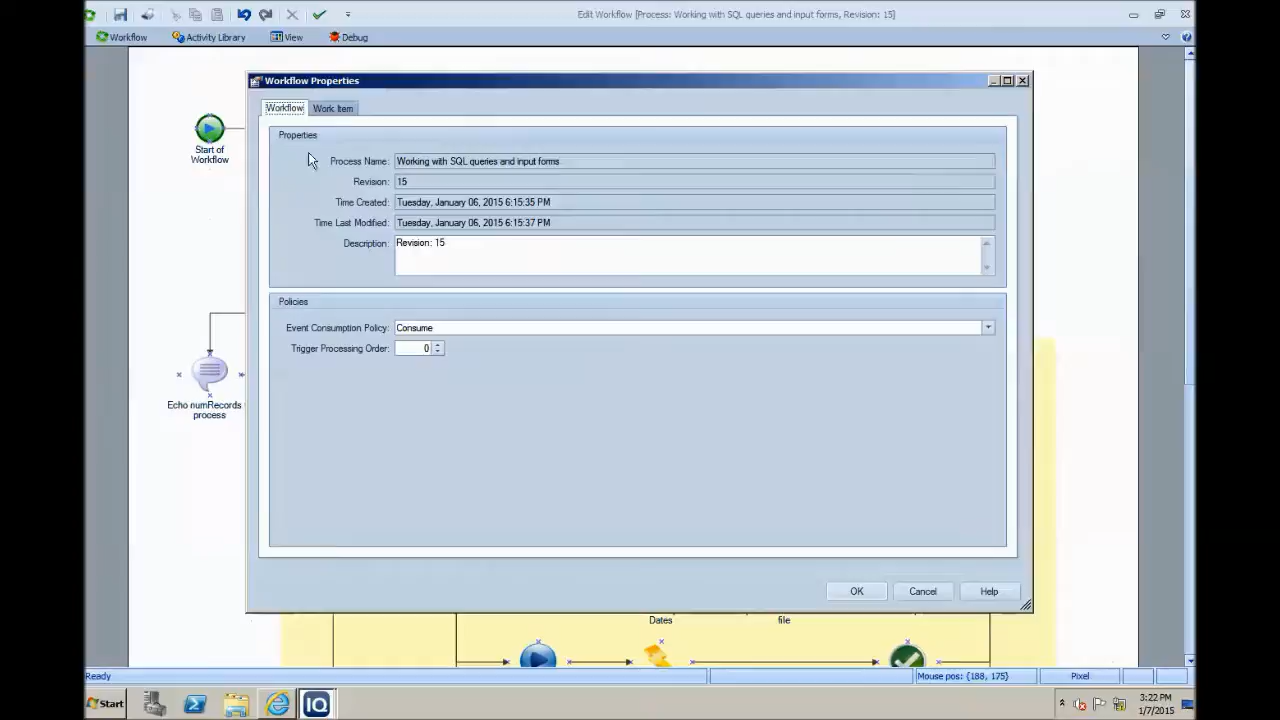 Edit Workflow [Process: Working with SQL queries and input forms, Revision: 15]
Workflow Activity Library View Debug
Workflow Properties
Workflow Work Item
Properties
Process Name: Working with SQL queries and input forms
Revision: 15
Time Created: Tuesday, January 06, 2015 6:15:35 PM
Time Last Modified: Tuesday, January 06, 2015 6:15:37 PM
Description: Revision: 15
Policies
Event Consumption Policy: Consume
Trigger Processing Order: 0
OK Cancel Help
Start of
Workflow
Echo numRecords
process
Dates file
Ready Mouse pos: {188, 175} Pixel
Start IQ 3:22 PM
1/7/2015